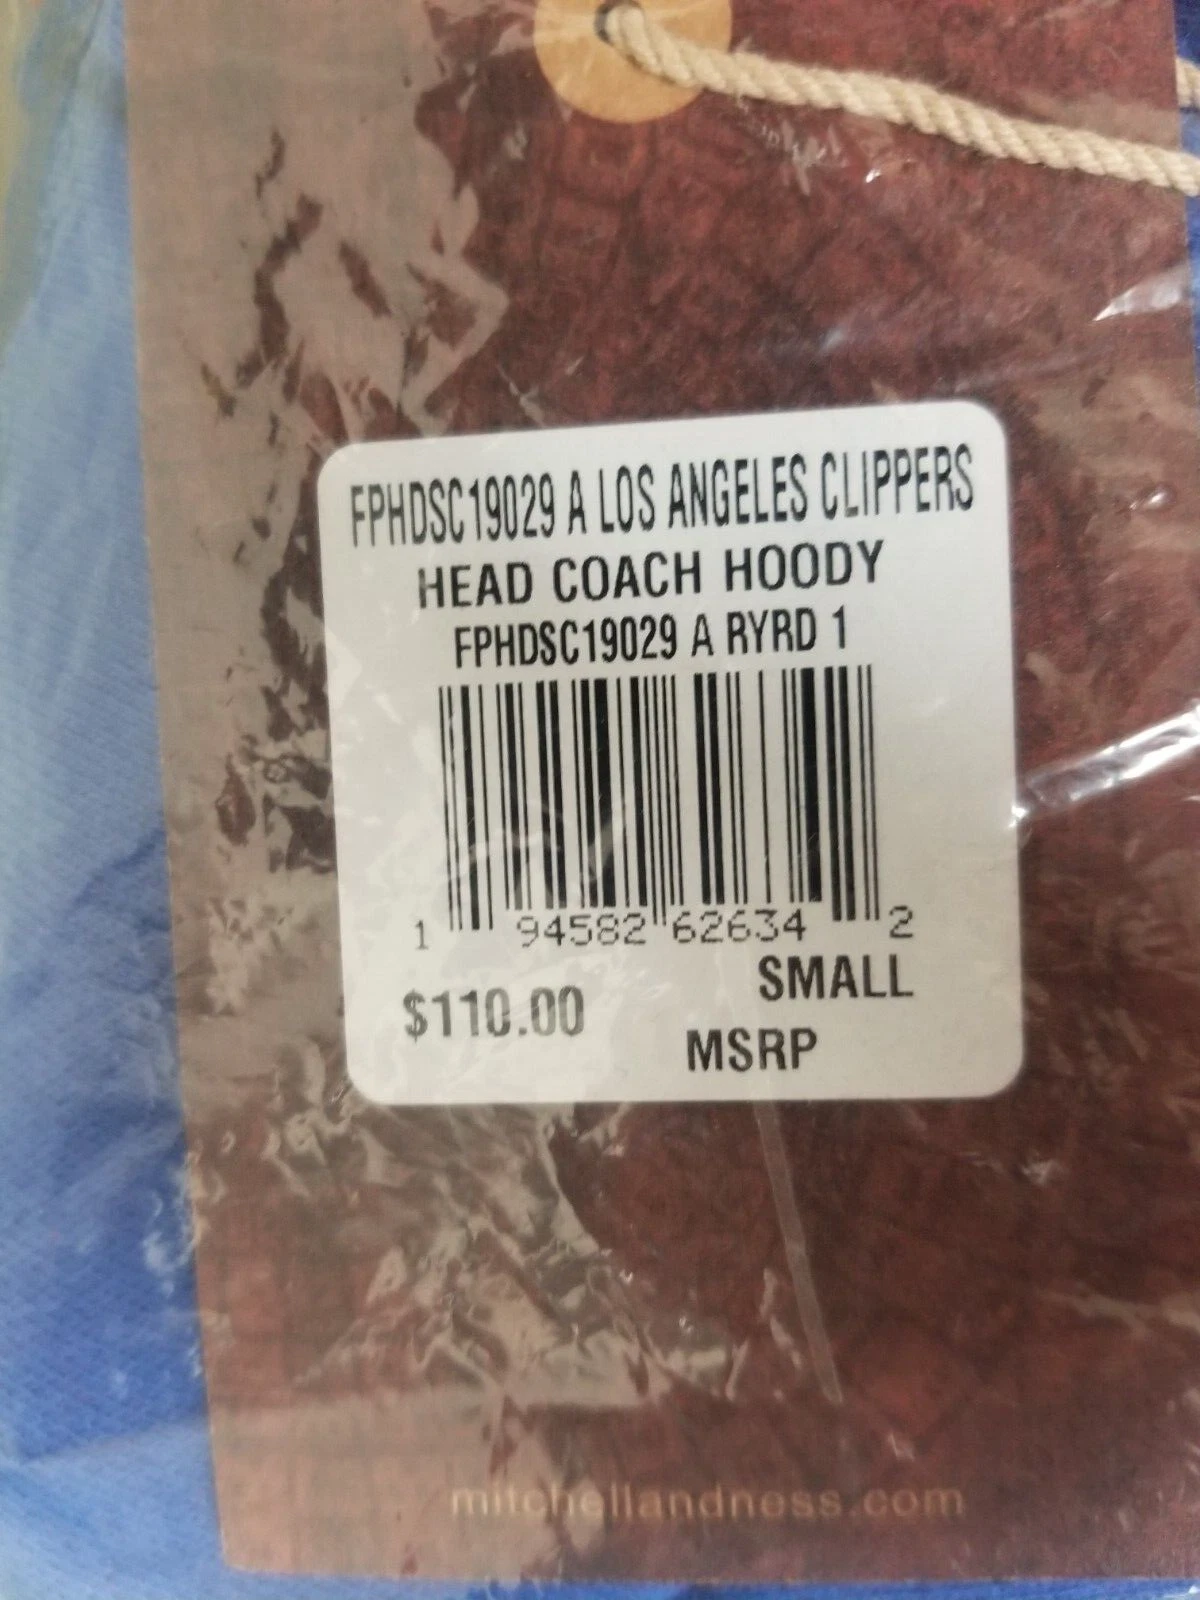 FPHDSC19029 A LOS ANGELES CLIPPERS
HEAD COACH HOODY
FPHDSC19029 A RYRD 1
1 94582 62634 2
SMALL
$110.00
MSRP
mitchellandness.com